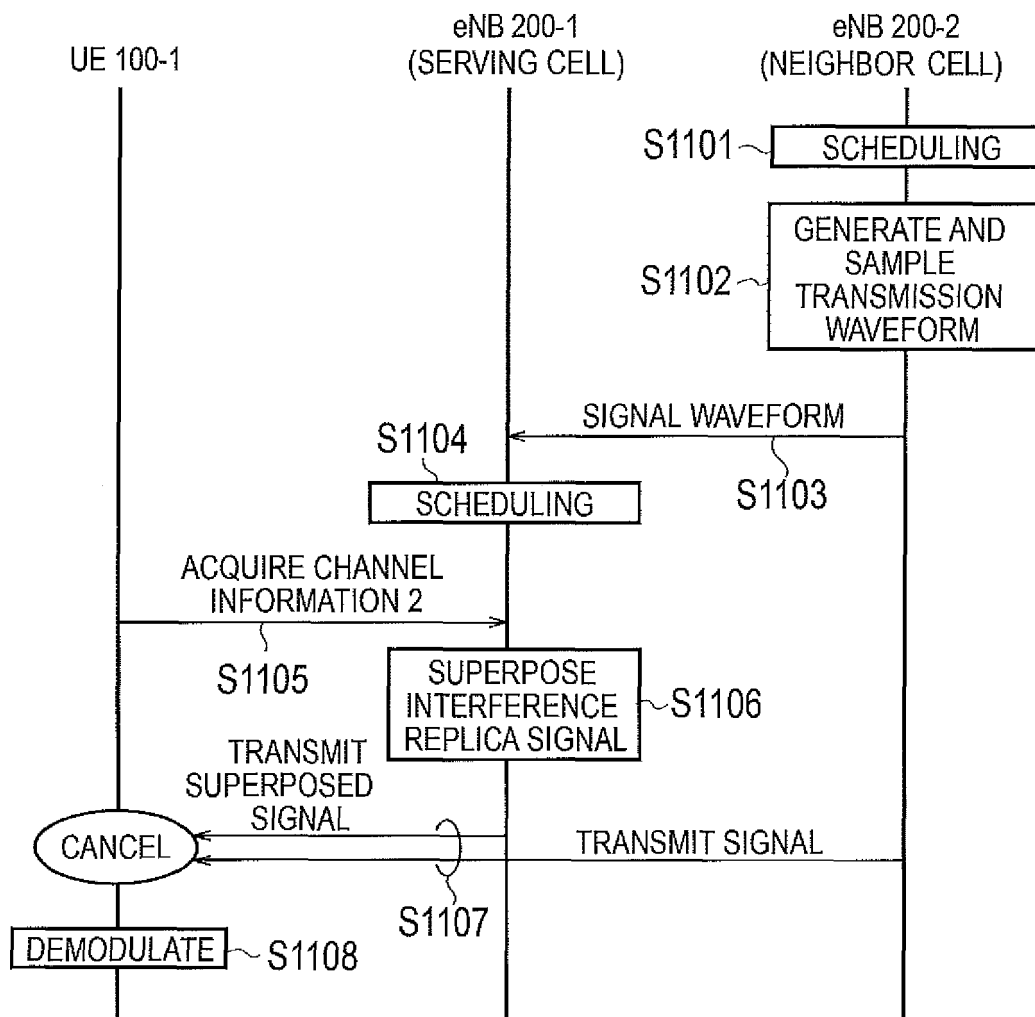 UE 100-1
eNB 200-1
(SERVING CELL)
eNB 200-2
(NEIGHBOR CELL)
S1101
SCHEDULING
S1102
GENERATE AND
SAMPLE
TRANSMISSION
WAVEFORM
SIGNAL WAVEFORM
S1103
S1104
SCHEDULING
ACQUIRE CHANNEL
INFORMATION 2
S1105
SUPERPOSE
INTERFERENCE
REPLICA SIGNAL
S1106
TRANSMIT
SUPERPOSED
SIGNAL
CANCEL
TRANSMIT SIGNAL
S1107
DEMODULATE
S1108